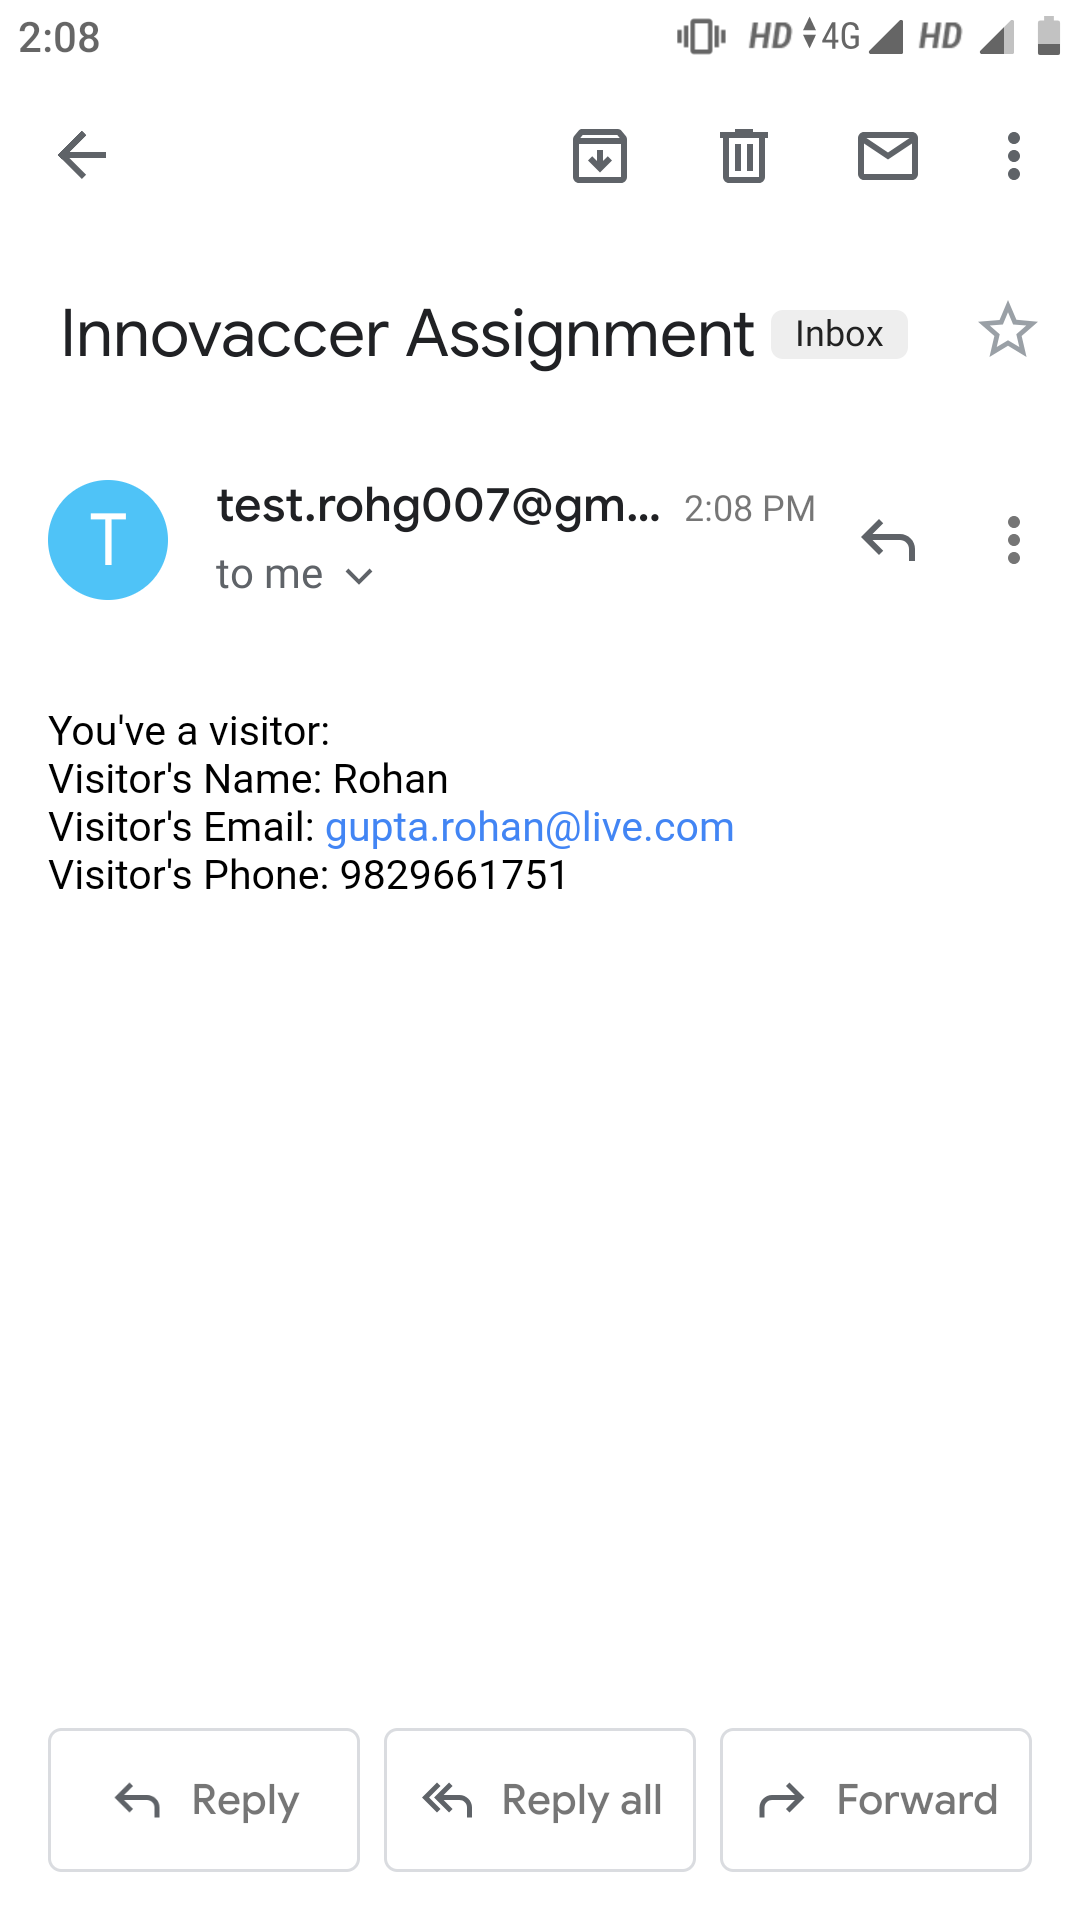 2:08 HD 4G HD
Innovaccer Assignment Inbox
T
test.rohg007@gm... 2:08 PM
to me
You've a visitor:
Visitor's Name: Rohan
Visitor's Email: gupta.rohan@live.com
Visitor's Phone: 9829661751
Reply Reply all Forward